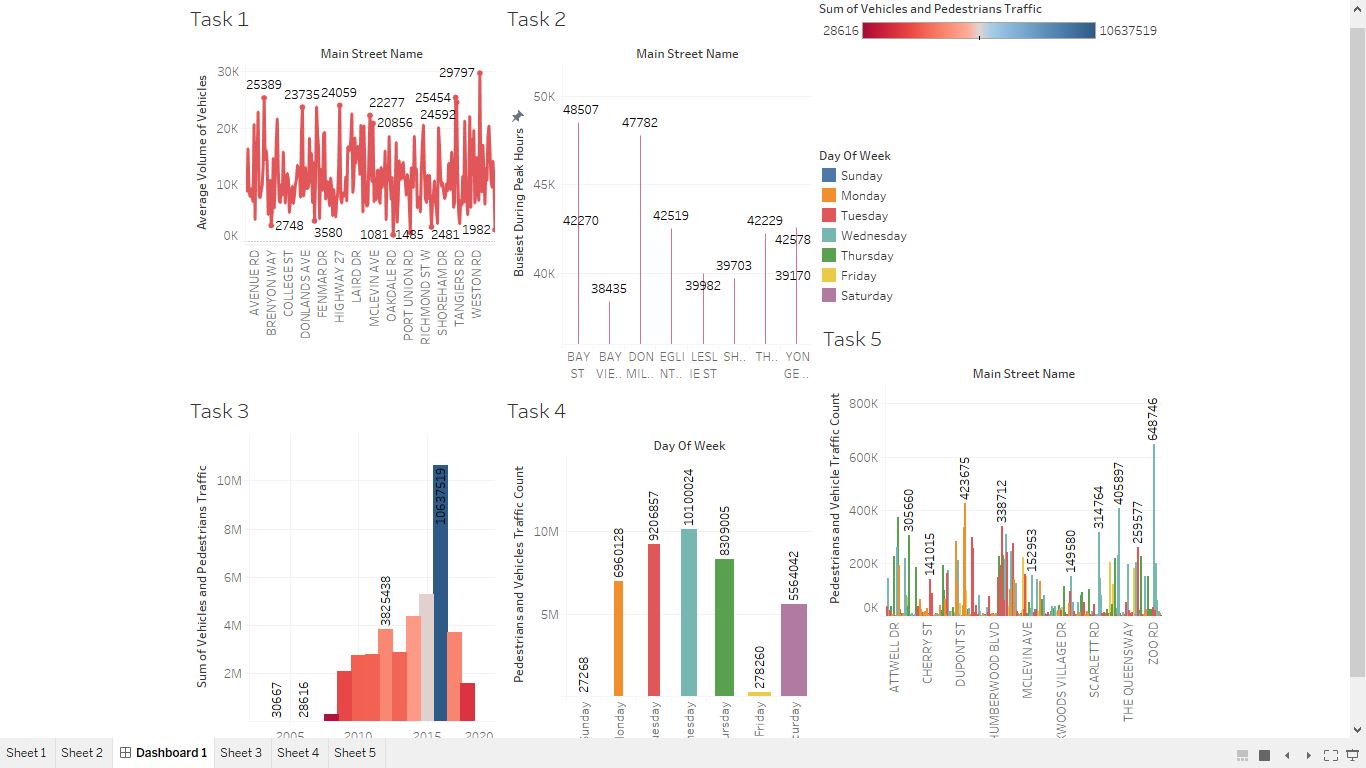 Task 1
Main Street Name
Average Volume of Vehicles
30K
20K
10K
0K
25389
23735
24059
22277
20856
25454
24592
29797
2748
3580
1081
1485
2481
1982
AVENUE RD
BRENYON WAY
COLLEGE ST
DONLANDS AVE
FENMAR DR
HIGHWAY 27
LAIRD DR
MCLEVIN AVE
OAKDALE RD
PORT UNION RD
RICHMOND ST W
SHOREHAM DR
TANGIERS RD
WESTON RD
Task 2
Main Street Name
Busiest During Peak Hours
50K
45K
40K
48507
47782
42270
42519
42229
42578
38435
39982
39703
39170
BAY ST
BAY VIE..
DON MIL..
EGLI NT..
LESL IE ST
SH..
TH..
YON GE ..
Sum of Vehicles and Pedestrians Traffic
28616
10637519
Day Of Week
Sunday
Monday
Tuesday
Wednesday
Thursday
Friday
Saturday
Task 3
Sum of Vehicles and Pedestrians Traffic
10M
8M
6M
4M
2M
30667
28616
3825438
10637519
2005
2010
2015
2020
Task 4
Day Of Week
Pedestrians and Vehicles Traffic Count
10M
5M
27268
6960128
9206857
10100024
8309005
278260
5564042
unday
onday
uesday
nesday
ursday
Friday
turday
Task 5
Main Street Name
Pedestrians and Vehicle Traffic Count
800K
600K
400K
200K
0K
305660
141015
423675
338712
152953
149580
314764
405897
259577
648746
ATTWELL DR
CHERRY ST
DUPONT ST
HUMBERWOOD BLVD
MCLEVIN AVE
KWOODS VILLAGE DR
SCARLETT RD
THE QUEENSWAY
ZOO RD
Sheet 1
Sheet 2
Dashboard 1
Sheet 3
Sheet 4
Sheet 5